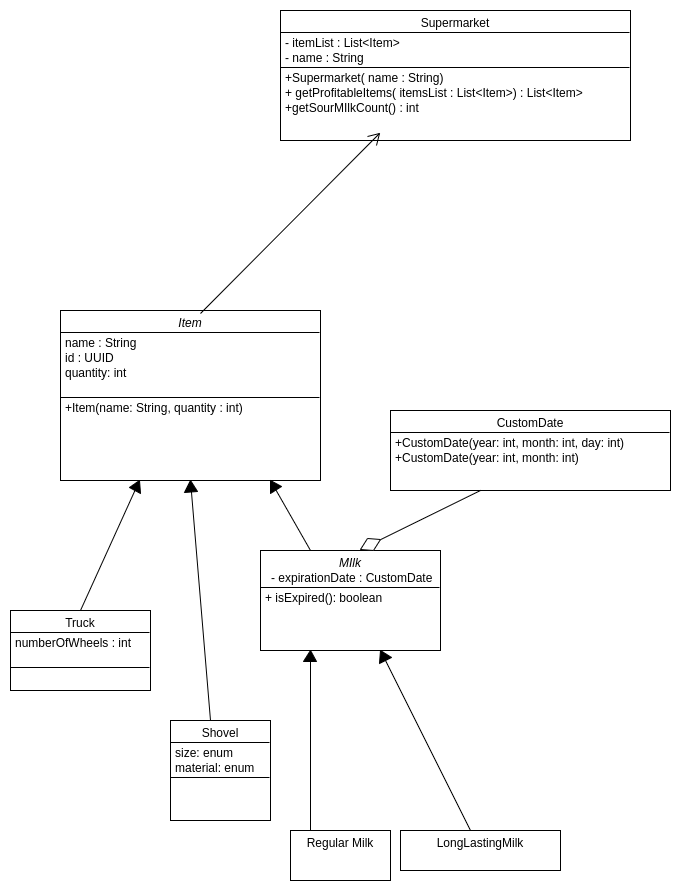 Supermarket
- itemList : List<Item>
- name : String
+Supermarket( name : String)
+ getProfitableItems( itemsList : List<Item>) : List<Item>
+getSourMIlkCount() : int
Item
name : String
id : UUID
quantity: int
+Item(name: String, quantity : int)
CustomDate
+CustomDate(year: int, month: int, day: int)
+CustomDate(year: int, month: int)
MIlk
- expirationDate : CustomDate
+ isExpired(): boolean
Truck
numberOfWheels : int
Shovel
size: enum
material: enum
Regular Milk
LongLastingMilk